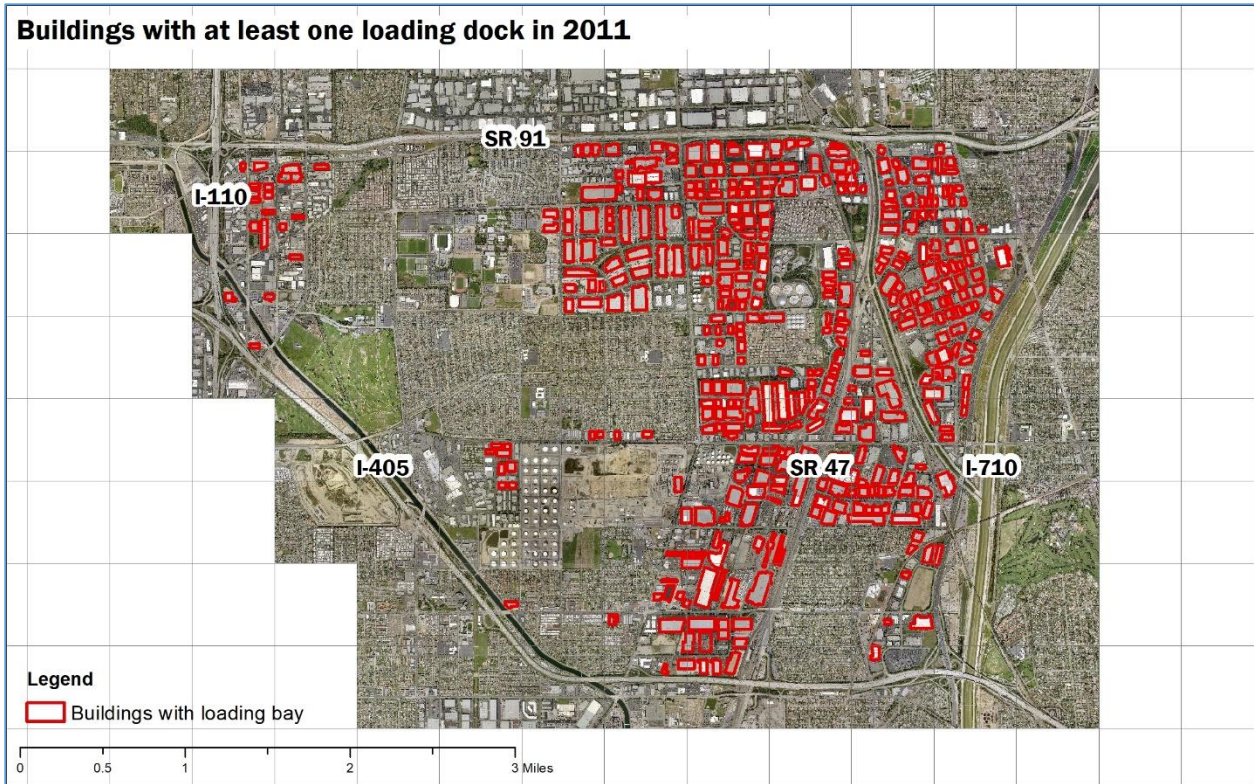 Buildings with at least one loading dock in 2011
SR 91
I-110
I-405
SR 47
I-710
Legend
Buildings with loading bay
0 0.5 1 2 3 Miles